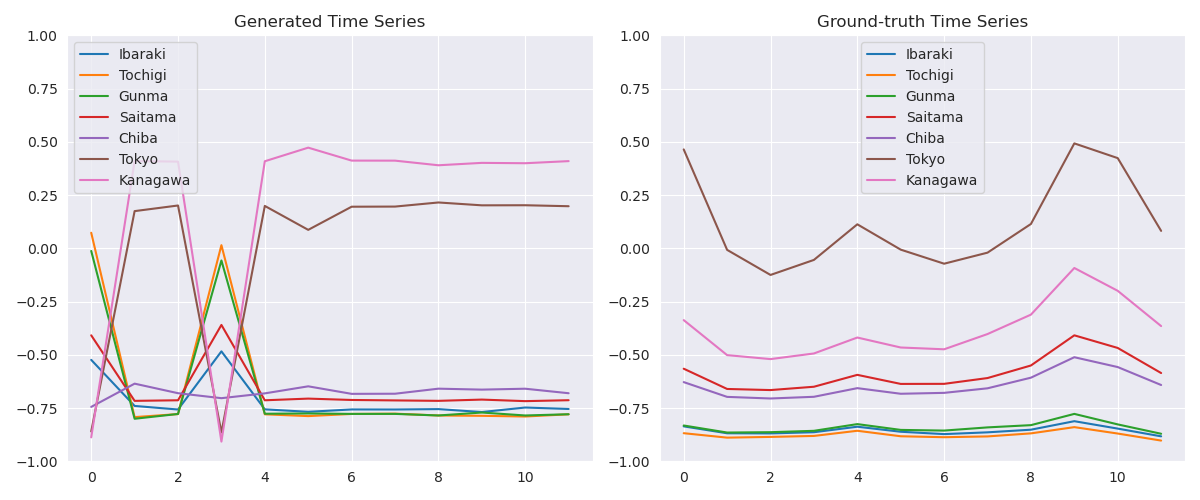 Generated Time Series
1.00
0.75
0.50
0.25
0.00
−0.25
−0.50
−0.75
−1.00
0 2 4 6 8 10
Ibaraki
Tochigi
Gunma
Saitama
Chiba
Tokyo
Kanagawa
Ground-truth Time Series
1.00
0.75
0.50
0.25
0.00
−0.25
−0.50
−0.75
−1.00
0 2 4 6 8 10
Ibaraki
Tochigi
Gunma
Saitama
Chiba
Tokyo
Kanagawa